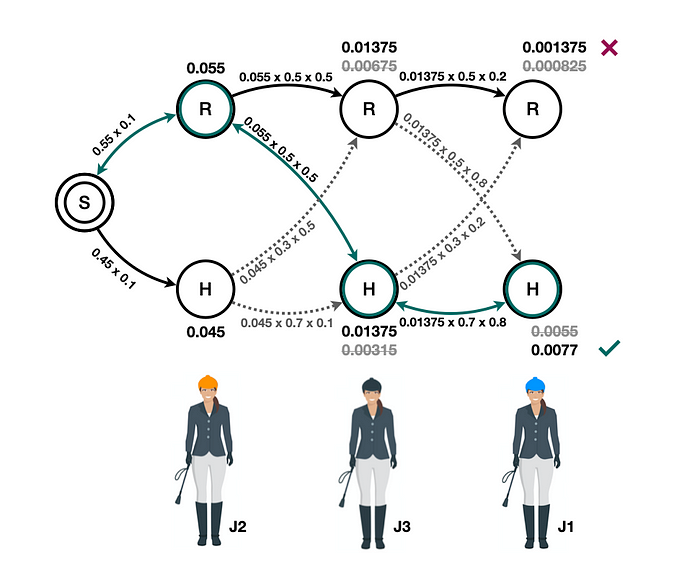 0.01375
0.001375
0.00675
0.000825
0.055
0.055 x 0.5 x 0.5
0.01375 x 0.5 x 0.2
R
R
R
0.55 x 0.1
0.055 x 0.5 x 0.5
0.01375 x 0.5 x 0.8
S
0.45 x 0.1
0.045 x 0.3 x 0.5
0.01375 x 0.3 x 0.2
H
H
H
0.045 x 0.7 x 0.1
0.01375 x 0.7 x 0.8
0.045
0.01375
0.0055
0.00315
0.0077
J2
J3
J1